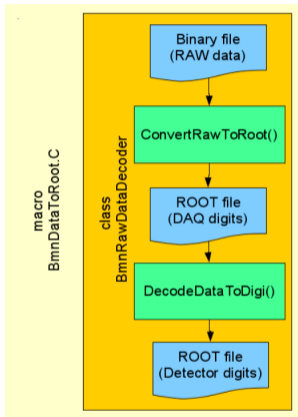 macro
BmnDataToRoot.C
class
BmnRawDataDecoder
Binary file
(RAW data)
ConvertRawToRoot()
ROOT file
(DAQ digits)
DecodeDataToDigi()
ROOT file
(Detector digits)